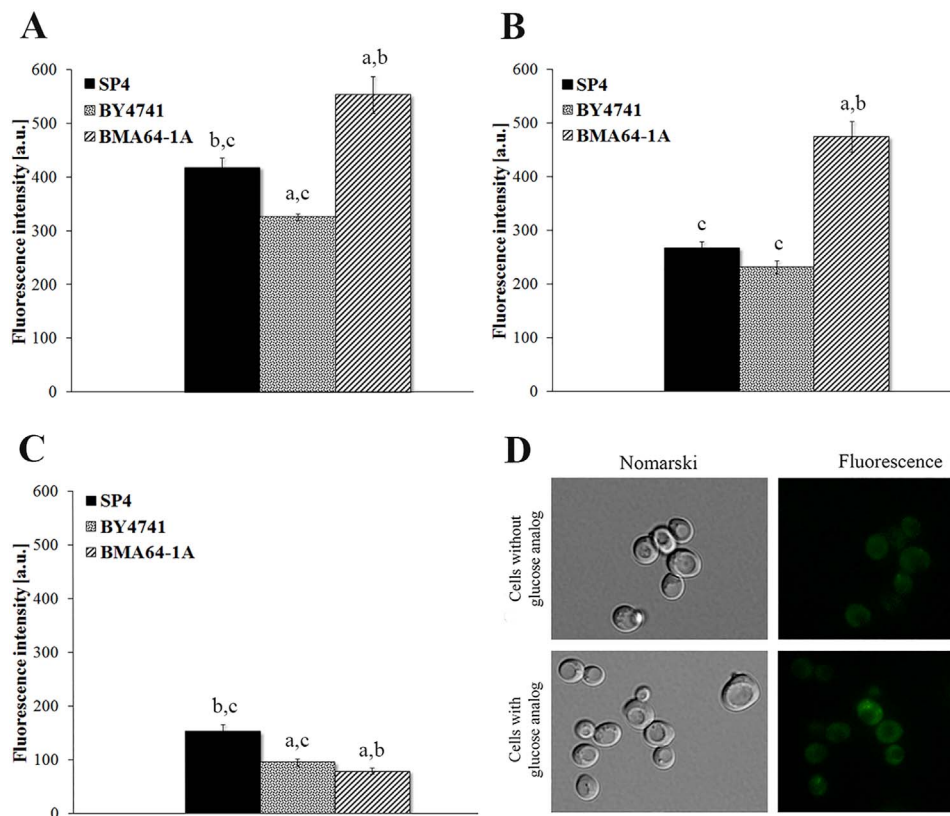 A
Fluorescence intensity [a.u.]
600
500
400
300
200
100
0
SP4
BY4741
BMA64-1A
b,c
a,c
a,b
B
Fluorescence intensity [a.u.]
600
500
400
300
200
100
0
SP4
BY4741
BMA64-1A
c
c
a,b
C
Fluorescence intensity [a.u.]
600
500
400
300
200
100
0
SP4
BY4741
BMA64-1A
b,c
a,c
a,b
D
Nomarski
Fluorescence
Cells without
glucose analog
Cells with
glucose analog